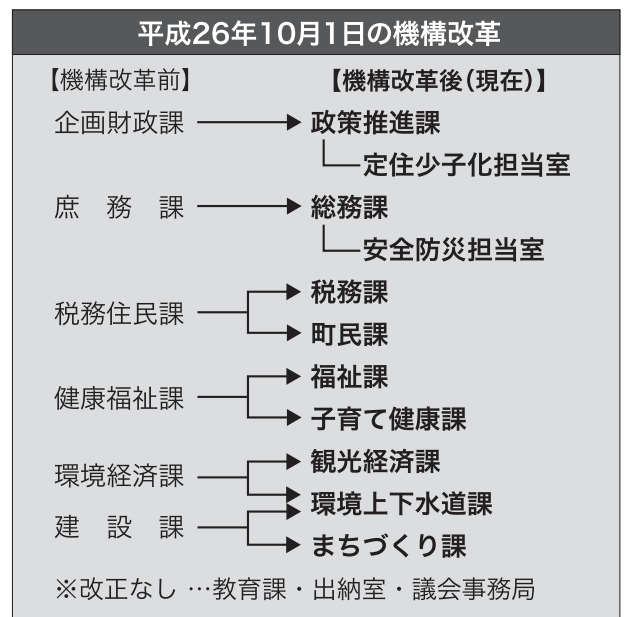 平成26年10月1日の機構改革
【機構改革前】 【機構改革後(現在)】
企画財政課 政策推進課
定住少子化担当室
庶務課 総務課
安全防災担当室
税務課
税務住民課
町民課
福祉課
健康福祉課
子育て健康課
観光経済課
環境経済課
環境上下水道課
建設課
まちづくり課
※改正なし…教育課・出納室・議会事務局